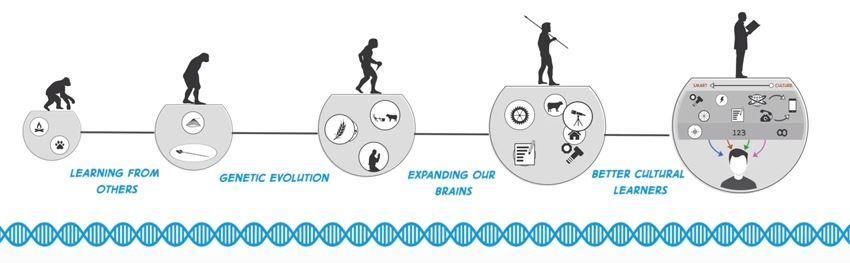 SMART
CULTURE
123
LEARNING FROM
OTHERS
GENETIC EVOLUTION
EXPANDING OUR
BRAINS
BETTER CULTURAL
LEARNERS